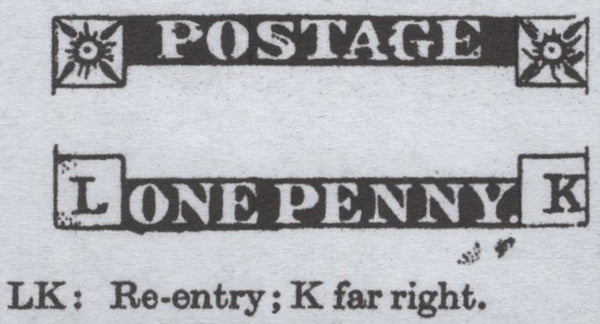 POSTAGE
L ONE PENNY. K
LK: Re-entry; K far right.